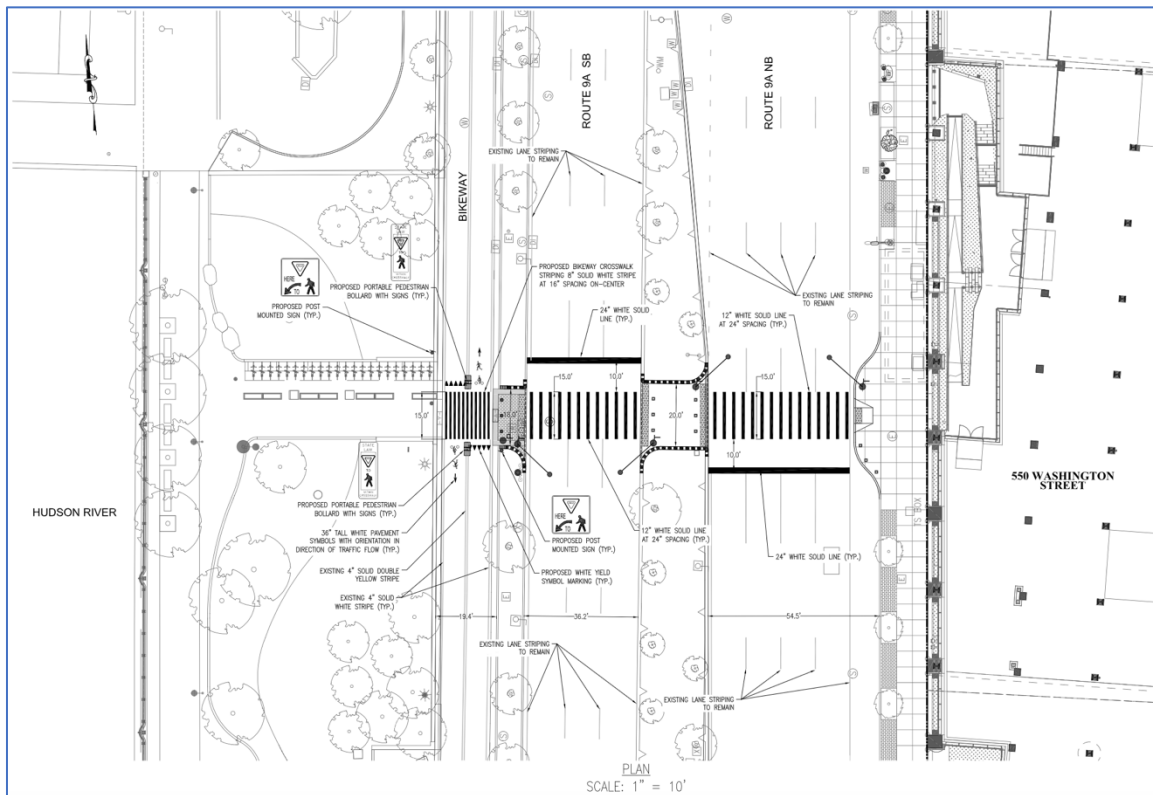 ROUTE 9A SB
ROUTE 9A NB
BIKEWAY
EXISTING LANE STRIPING
TO REMAIN
PROPOSED BIKEWAY CROSSWALK
STRIPING 8" SOLID WHITE STRIPE
AT 16" SPACING ON-CENTER
HERE
TO
PROPOSED PORTABLE PEDESTRIAN
BOLLARD WITH SIGNS (TYP.)
PROPOSED POST
MOUNTED SIGN (TYP.)
24" WHITE SOLID
LINE (TYP.)
EXISTING LANE STRIPING
TO REMAIN
12" WHITE SOLID LINE
AT 24" SPACING (TYP.)
15.0'
10.0'
15.0'
15.0'
20.0'
10.0'
STATE
LAW
550 WASHINGTON
STREET
TS BOX
HUDSON RIVER
PROPOSED PORTABLE PEDESTRIAN
BOLLARD WITH SIGNS (TYP.)
36" TALL WHITE PAVEMENT
SYMBOLS WITH ORIENTATION IN
DIRECTION OF TRAFFIC FLOW (TYP.)
EXISTING 4" SOLID DOUBLE
YELLOW STRIPE
EXISTING 4" SOLID
WHITE STRIPE (TYP.)
HERE
TO
PROPOSED POST
MOUNTED SIGN (TYP.)
PROPOSED WHITE YIELD
SYMBOL MARKING (TYP.)
12" WHITE SOLID LINE
AT 24" SPACING (TYP.)
24" WHITE SOLID LINE (TYP.)
19.4'
36.2'
54.5'
EXISTING LANE STRIPING
TO REMAIN
EXISTING LANE STRIPING
TO REMAIN
PLAN
SCALE: 1" = 10'